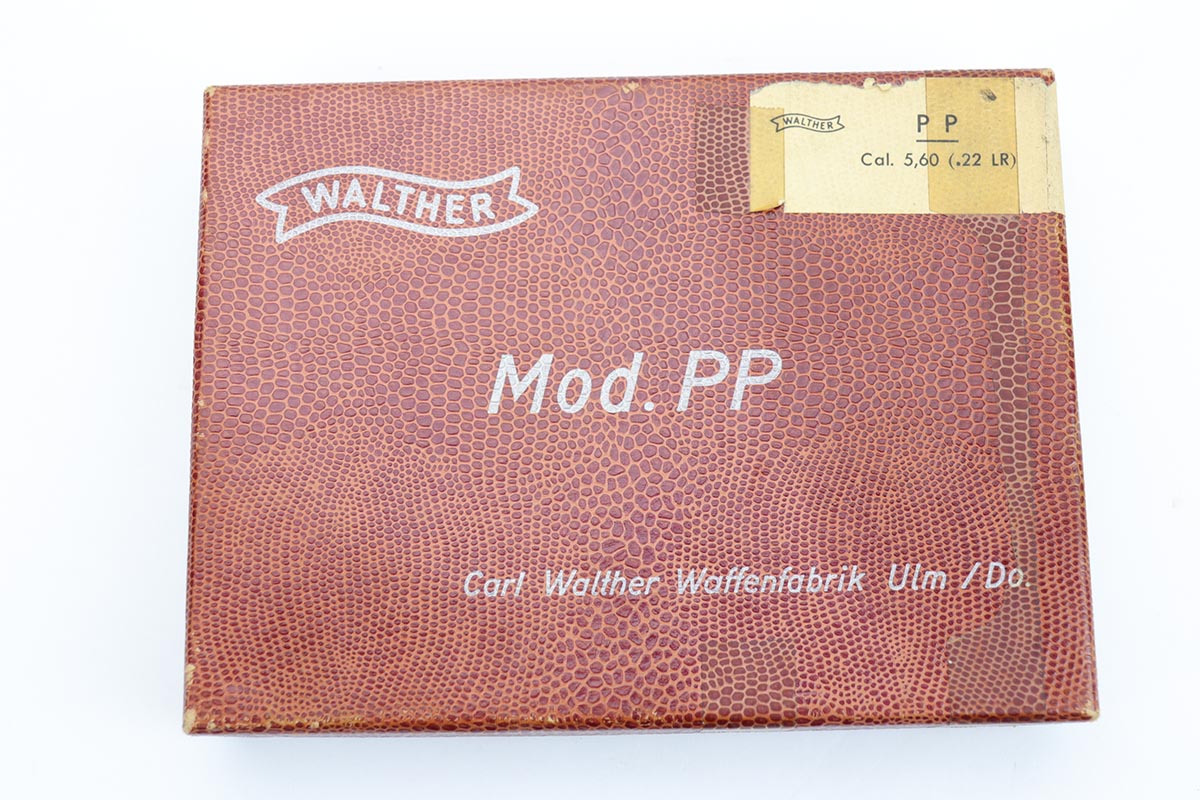 WALTHER
P P
Cal. 5,60 (.22 LR)
WALTHER
Mod. PP
Carl Walther Waffenfabrik Ulm / Do.